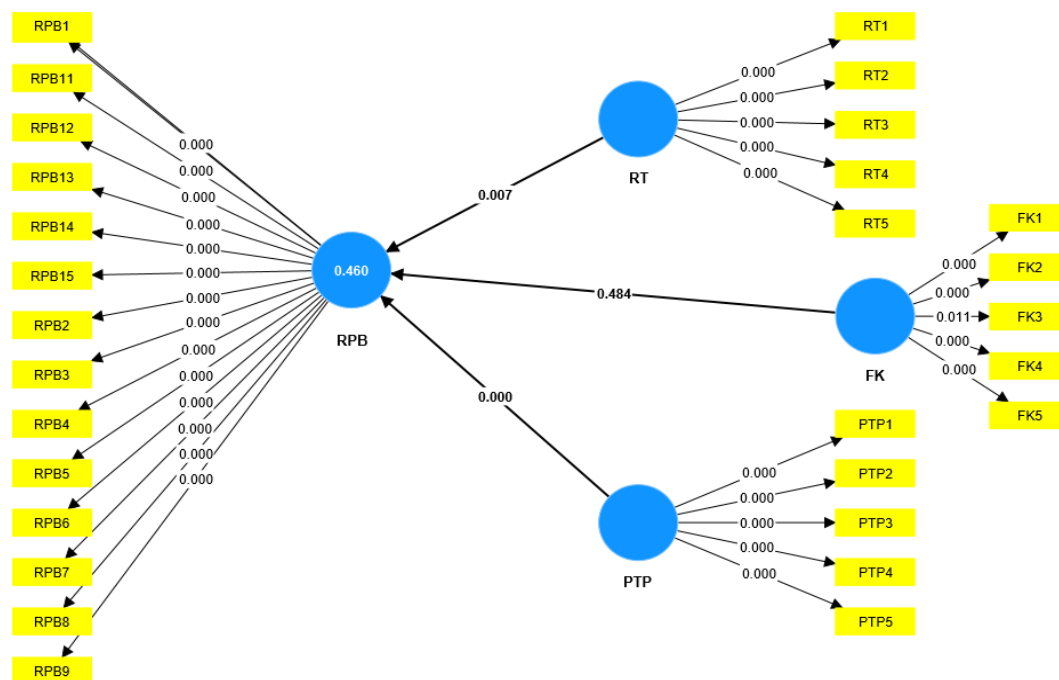 RPB1
RPB11
RPB12
RPB13
RPB14
RPB15
RPB2
RPB3
RPB4
RPB5
RPB6
RPB7
RPB8
RPB9
0.000
0.000
0.000
0.000
0.000
0.000
0.000
0.000
0.000
0.000
0.000
0.000
0.000
0.000
0.460
RPB
0.007
0.484
0.000
RT
0.000
0.000
0.000
0.000
0.000
RT1
RT2
RT3
RT4
RT5
FK
0.000
0.000
0.011
0.000
0.000
FK1
FK2
FK3
FK4
FK5
PTP
0.000
0.000
0.000
0.000
0.000
PTP1
PTP2
PTP3
PTP4
PTP5